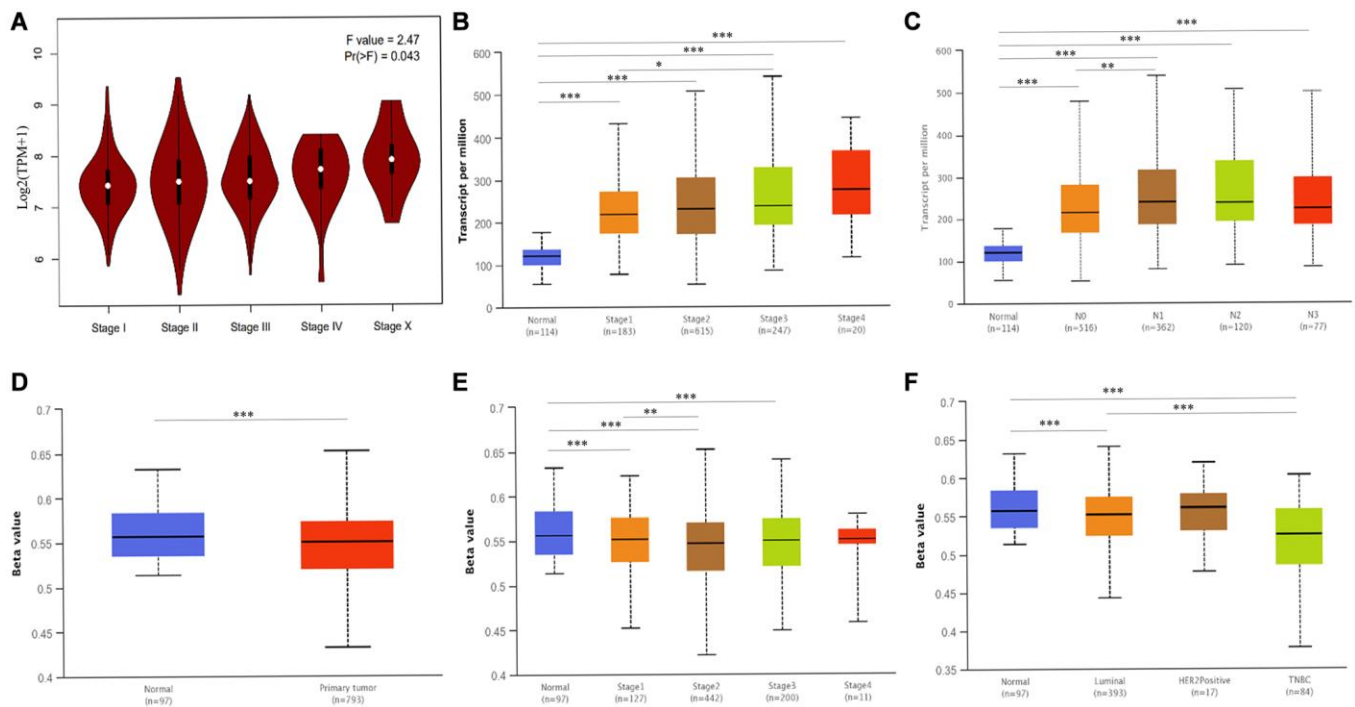 A
F value = 2.47
Pr(>F) = 0.043
Log2(TPM+1)
10
9
8
7
6
Stage I Stage II Stage III Stage IV Stage X
B
***
***
*
***
***
Transcript per million
600
500
400
300
200
100
0
Normal Stage1 Stage2 Stage3 Stage4
(n=114) (n=183) (n=615) (n=247) (n=20)
C
***
***
***
**
***
Transcript per million
600
500
400
300
200
100
0
Normal N0 N1 N2 N3
(n=114) (n=516) (n=362) (n=120) (n=77)
D
***
Beta value
0.7
0.65
0.6
0.55
0.5
0.45
0.4
Normal Primary tumor
(n=97) (n=793)
E
***
**
***
***
Beta value
0.7
0.65
0.6
0.55
0.5
0.45
0.4
Normal Stage1 Stage2 Stage3 Stage4
(n=97) (n=127) (n=442) (n=200) (n=11)
F
***
***
***
Beta value
0.7
0.65
0.6
0.55
0.5
0.45
0.4
0.35
Normal Luminal HER2Positive TNBC
(n=97) (n=393) (n=17) (n=84)